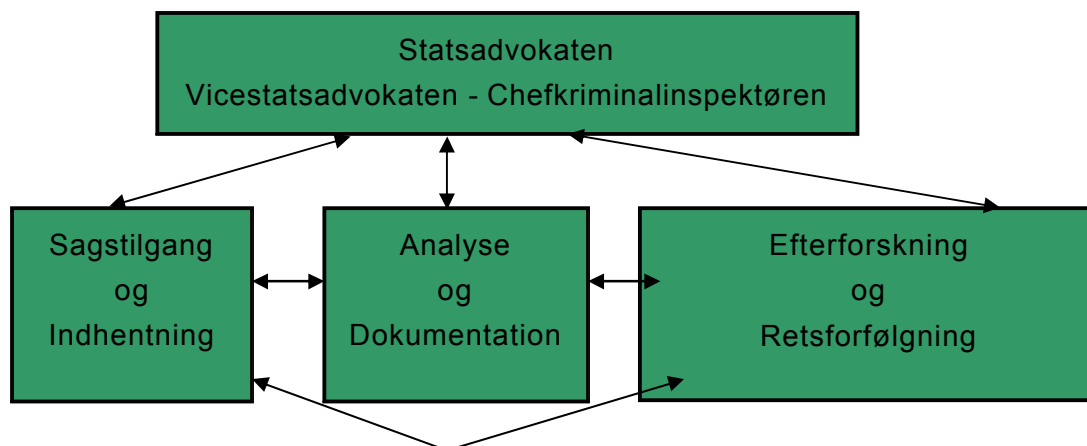 Statsadvokaten
Vicestatsadvokaten - Chefkriminalinspektøren
Sagstilgang
og
Indhentning
Analyse
og
Dokumentation
Efterforskning
og
Retsforfølgning